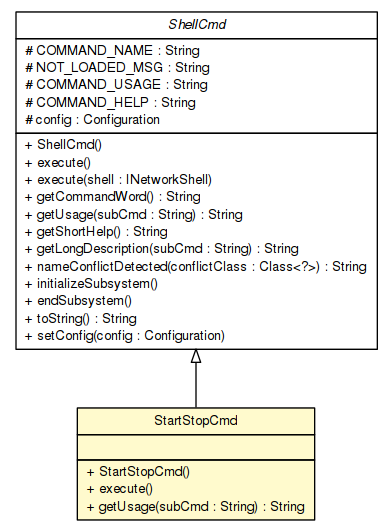 ShellCmd
# COMMAND_NAME : String
# NOT_LOADED_MSG : String
# COMMAND_USAGE : String
# COMMAND_HELP : String
# config : Configuration
+ ShellCmd()
+ execute()
+ execute(shell : INetworkShell)
+ getCommandWord() : String
+ getUsage(subCmd : String) : String
+ getShortHelp() : String
+ getLongDescription(subCmd : String) : String
+ nameConflictDetected(conflictClass : Class<?>) : String
+ initializeSubsystem()
+ endSubsystem()
+ toString() : String
+ setConfig(config : Configuration)
StartStopCmd
+ StartStopCmd()
+ execute()
+ getUsage(subCmd : String) : String